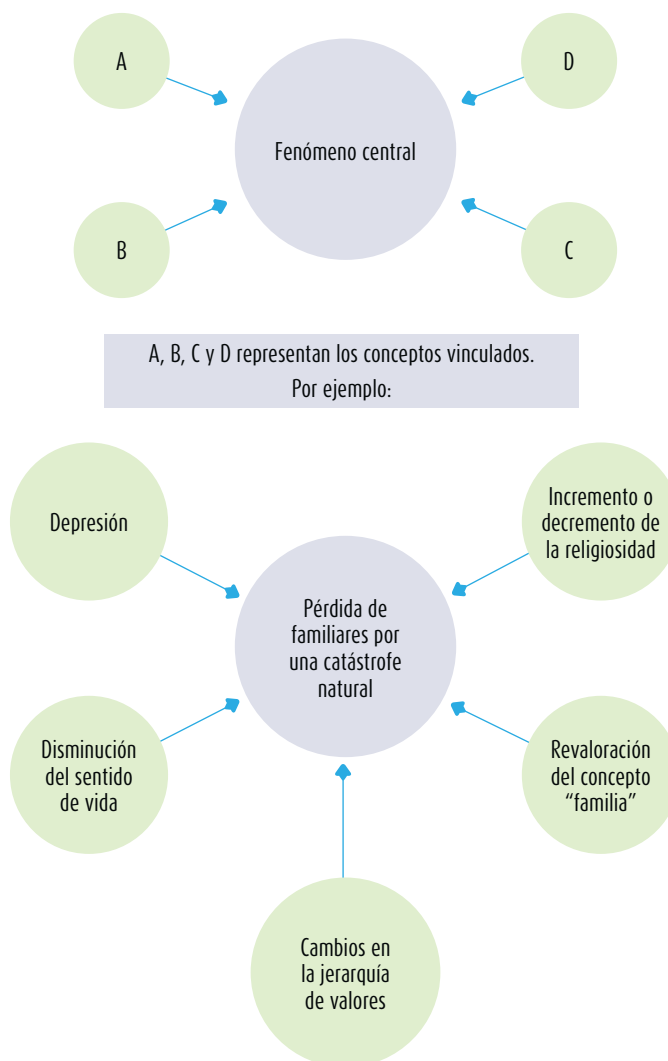 A
D
Fenómeno central
B
C
A, B, C y D representan los conceptos vinculados.
Por ejemplo:
Depresión
Incremento o
decremento de
la religiosidad
Pérdida de
familiares por
una catástrofe
natural
Disminución
del sentido
de vida
Revaloración
del concepto
“familia”
Cambios en
la jerarquía
de valores